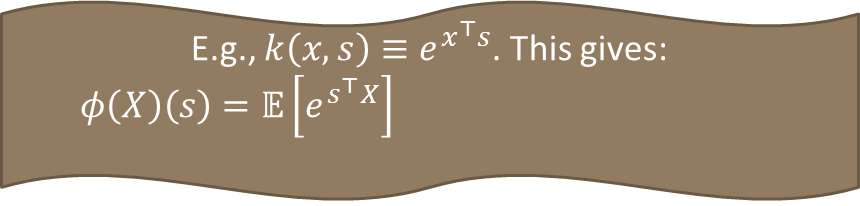 E.g., 𝑘(𝑥, 𝑠) ≡ 𝑒^{𝑥^⊤𝑠}. This gives:
𝜙(𝑋)(𝑠) = 𝔼[𝑒^{𝑠^⊤𝑋}]